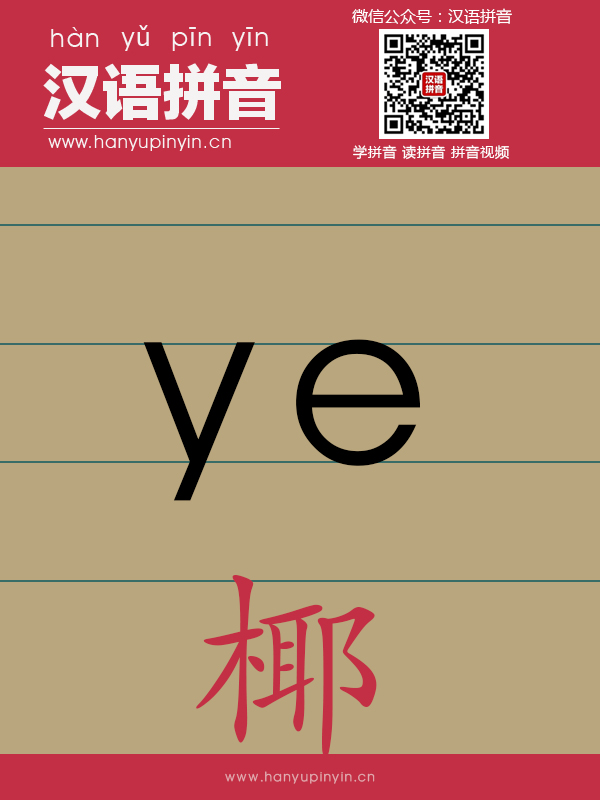 hàn yǔ pīn yīn
汉语拼音
www.hanyupinyin.cn
微信公众号：汉语拼音
汉语
拼音
学拼音 读拼音 拼音视频
ye
椰
www.hanyupinyin.cn